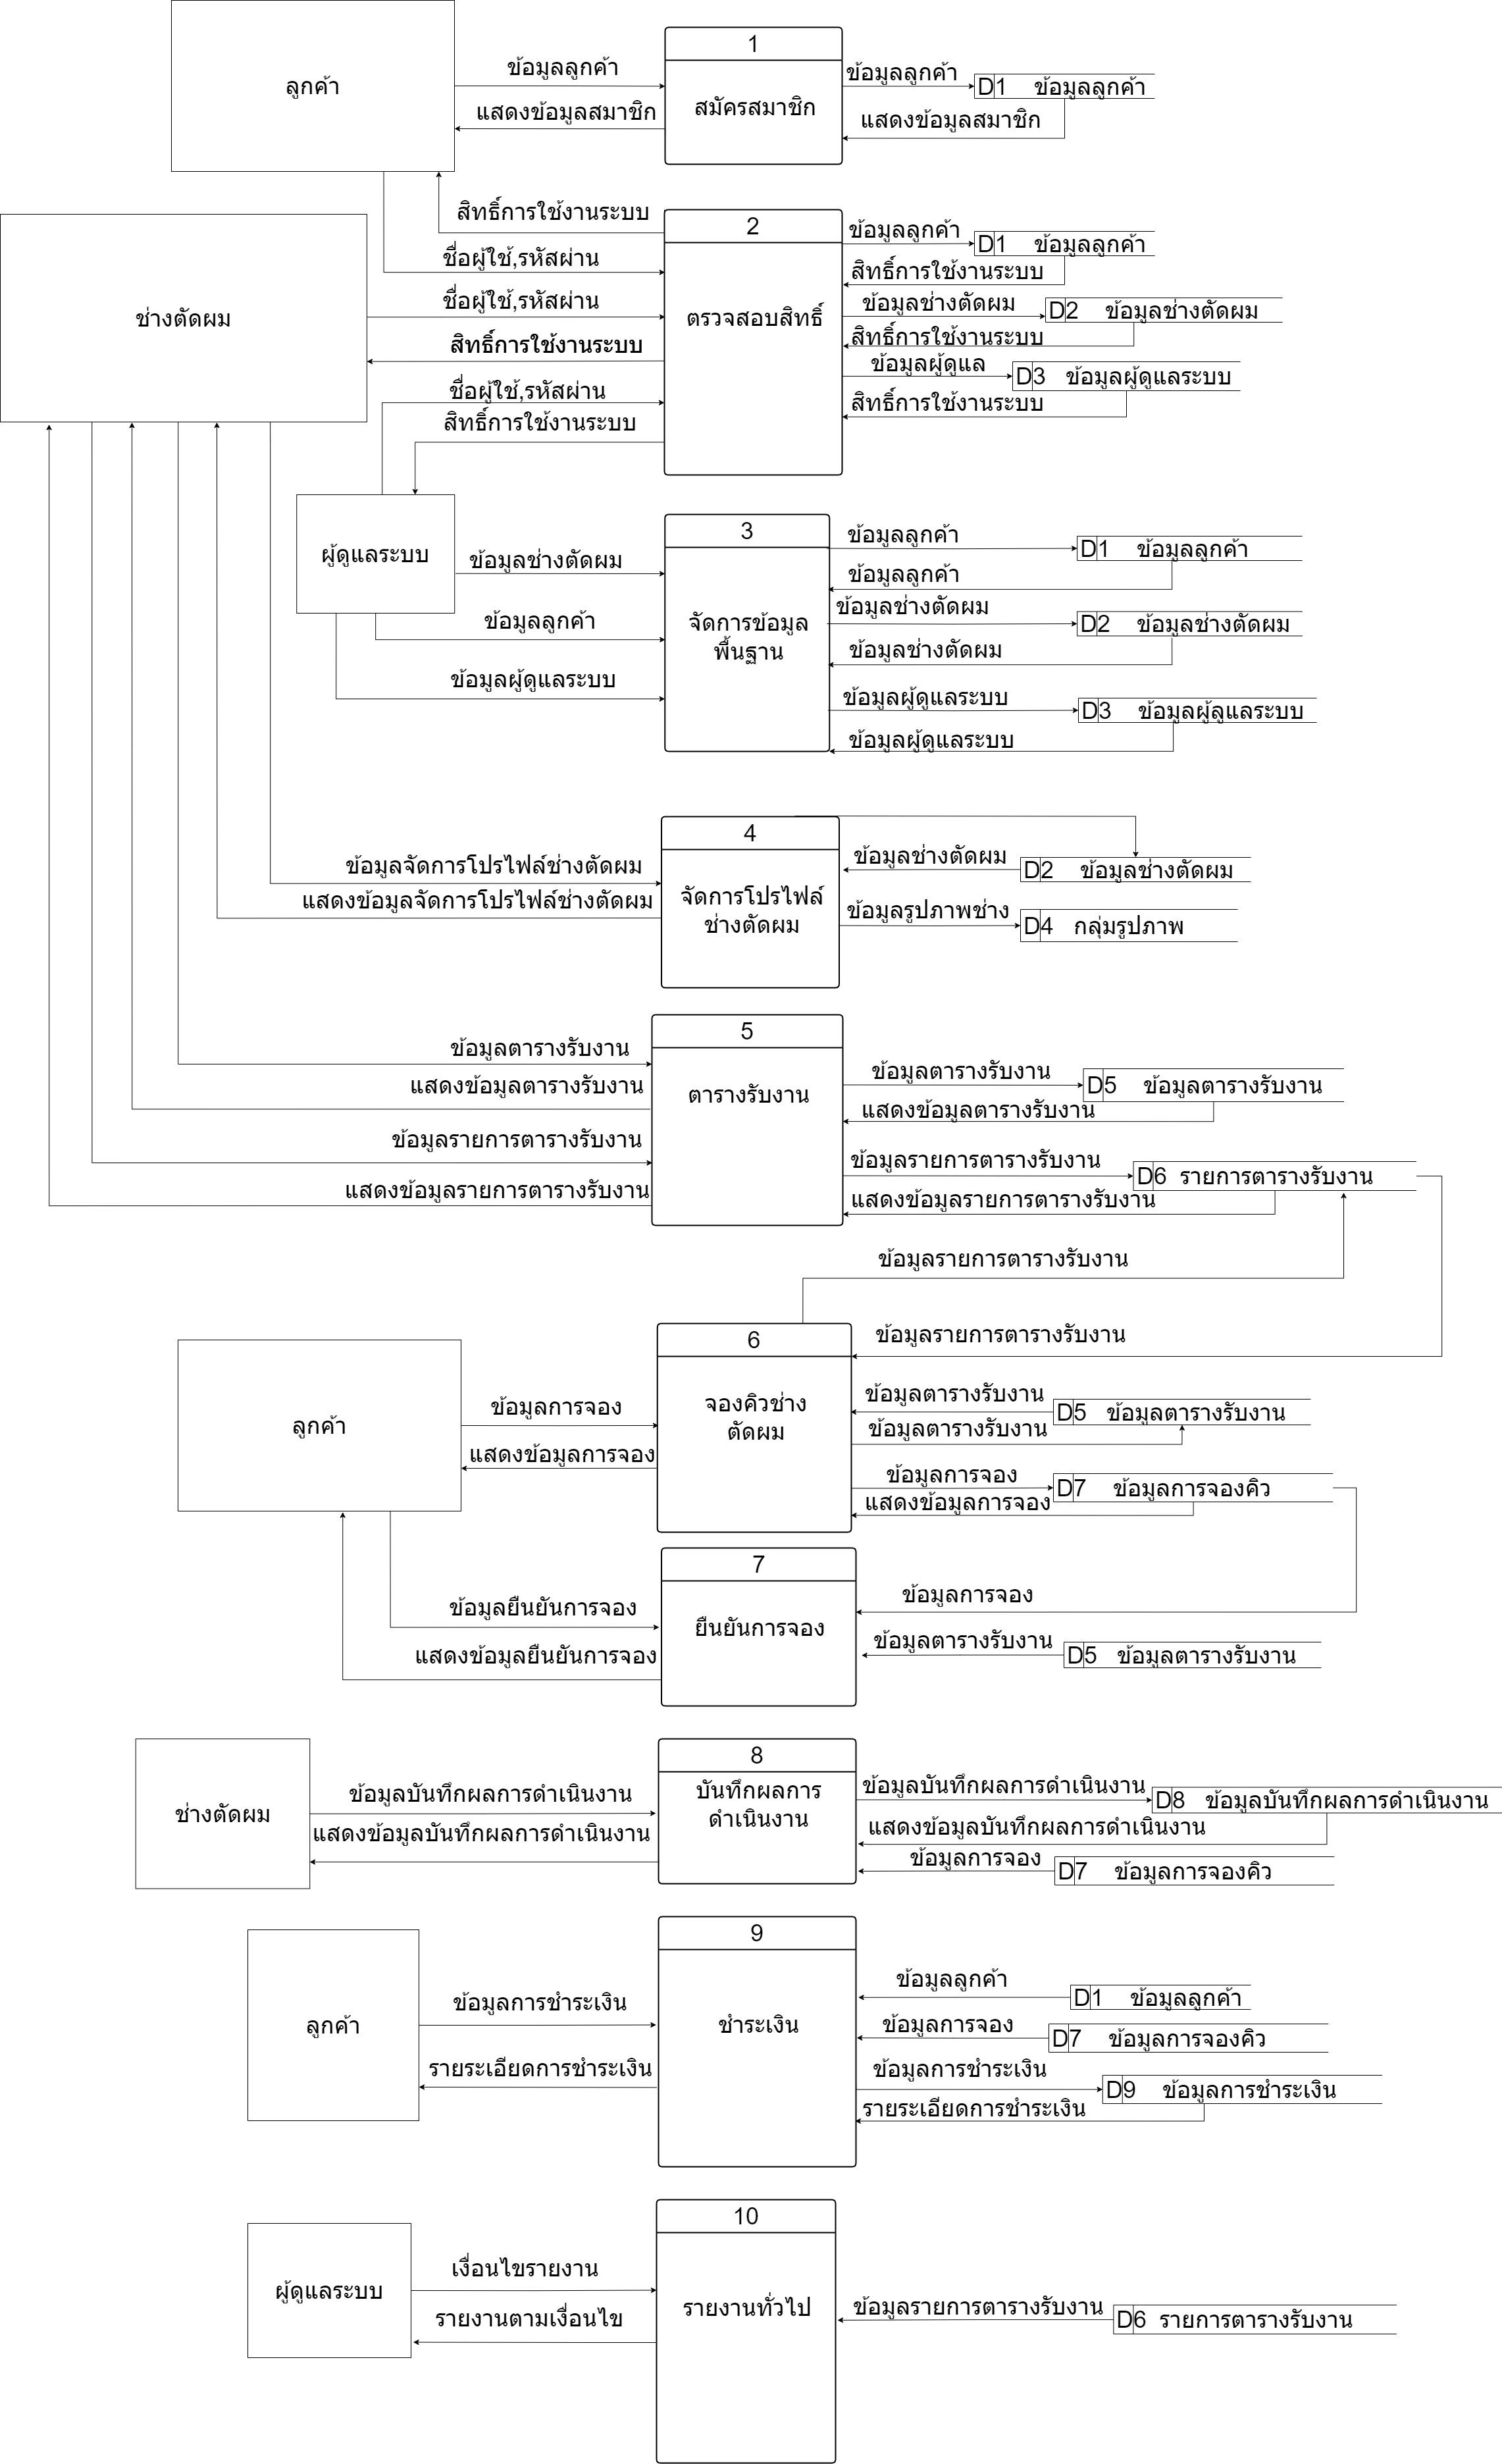 1
ลูกค้า
ข้อมูลลูกค้า
แสดงข้อมูลสมาชิก
สมัครสมาชิก
ข้อมูลลูกค้า
D1 ข้อมูลลูกค้า
แสดงข้อมูลสมาชิก
2
สิทธิ์การใช้งานระบบ
ชื่อผู้ใช้,รหัสผ่าน
ช่างตัดผม
ชื่อผู้ใช้,รหัสผ่าน
สิทธิ์การใช้งานระบบ
ชื่อผู้ใช้,รหัสผ่าน
สิทธิ์การใช้งานระบบ
ตรวจสอบสิทธิ์
ข้อมูลลูกค้า
D1 ข้อมูลลูกค้า
สิทธิ์การใช้งานระบบ
ข้อมูลช่างตัดผม
D2 ข้อมูลช่างตัดผม
สิทธิ์การใช้งานระบบ
ข้อมูลผู้ดูแล
D3 ข้อมูลผู้ดูแลระบบ
สิทธิ์การใช้งานระบบ
3
ผู้ดูแลระบบ
ข้อมูลช่างตัดผม
ข้อมูลลูกค้า
ข้อมูลผู้ดูแลระบบ
จัดการข้อมูล
พื้นฐาน
ข้อมูลลูกค้า
D1 ข้อมูลลูกค้า
ข้อมูลลูกค้า
ข้อมูลช่างตัดผม
D2 ข้อมูลช่างตัดผม
ข้อมูลช่างตัดผม
ข้อมูลผู้ดูแลระบบ
D3 ข้อมูลผู้ลูแลระบบ
ข้อมูลผู้ดูแลระบบ
4
ข้อมูลจัดการโปรไฟล์ช่างตัดผม
แสดงข้อมูลจัดการโปรไฟล์ช่างตัดผม
จัดการโปรไฟล์
ช่างตัดผม
ข้อมูลช่างตัดผม
D2 ข้อมูลช่างตัดผม
ข้อมูลรูปภาพช่าง
D4 กลุ่มรูปภาพ
5
ข้อมูลตารางรับงาน
แสดงข้อมูลตารางรับงาน
ข้อมูลรายการตารางรับงาน
แสดงข้อมูลรายการตารางรับงาน
ตารางรับงาน
ข้อมูลตารางรับงาน
D5 ข้อมูลตารางรับงาน
แสดงข้อมูลตารางรับงาน
ข้อมูลรายการตารางรับงาน
D6 รายการตารางรับงาน
แสดงข้อมูลรายการตารางรับงาน
ข้อมูลรายการตารางรับงาน
6
ข้อมูลรายการตารางรับงาน
ลูกค้า
ข้อมูลการจอง
แสดงข้อมูลการจอง
จองคิวช่าง
ตัดผม
ข้อมูลตารางรับงาน
D5 ข้อมูลตารางรับงาน
ข้อมูลตารางรับงาน
ข้อมูลการจอง
D7 ข้อมูลการจองคิว
แสดงข้อมูลการจอง
7
ข้อมูลยืนยันการจอง
แสดงข้อมูลยืนยันการจอง
ยืนยันการจอง
ข้อมูลการจอง
ข้อมูลตารางรับงาน
D5 ข้อมูลตารางรับงาน
8
ช่างตัดผม
ข้อมูลบันทึกผลการดำเนินงาน
แสดงข้อมูลบันทึกผลการดำเนินงาน
บันทึกผลการ
ดำเนินงาน
ข้อมูลบันทึกผลการดำเนินงาน
D8 ข้อมูลบันทึกผลการดำเนินงาน
แสดงข้อมูลบันทึกผลการดำเนินงาน
ข้อมูลการจอง
D7 ข้อมูลการจองคิว
9
ลูกค้า
ข้อมูลการชำระเงิน
รายระเอียดการชำระเงิน
ชำระเงิน
ข้อมูลลูกค้า
D1 ข้อมูลลูกค้า
ข้อมูลการจอง
D7 ข้อมูลการจองคิว
ข้อมูลการชำระเงิน
D9 ข้อมูลการชำระเงิน
รายระเอียดการชำระเงิน
10
ผู้ดูแลระบบ
เงื่อนไขรายงาน
รายงานตามเงื่อนไข
รายงานทั่วไป
ข้อมูลรายการตารางรับงาน
D6 รายการตารางรับงาน